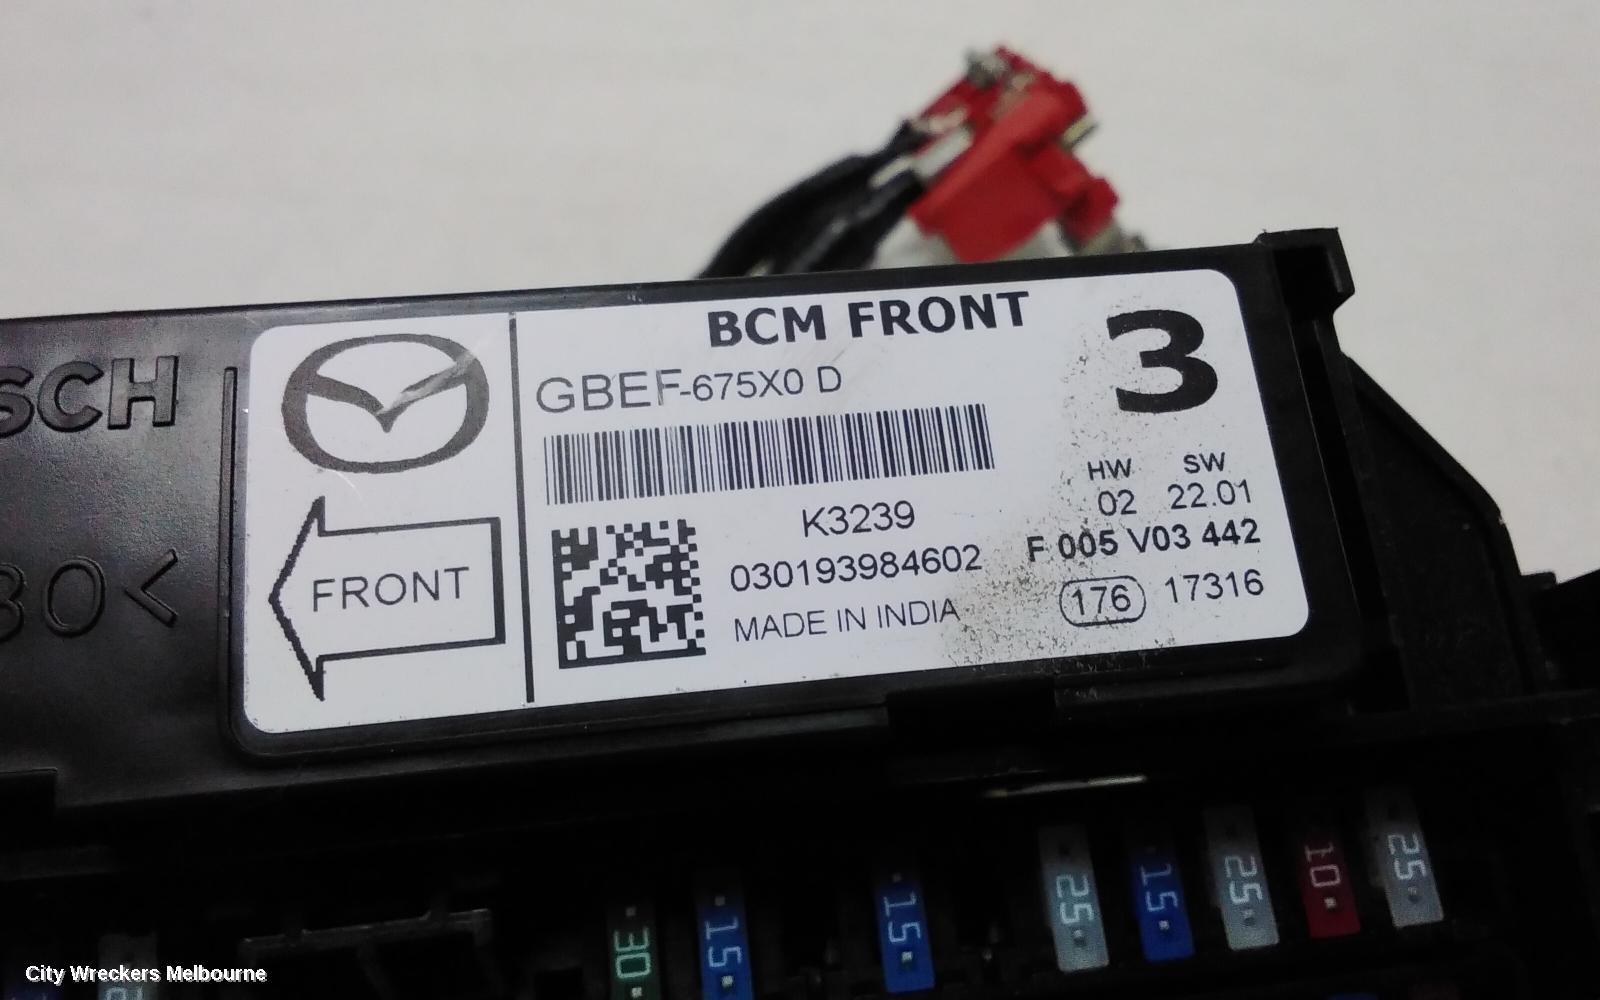 BCM FRONT
3
GBEF-675X0 D
HW SW
02 22.01
K3239
F 005 V03 442
030193984602
176 17316
MADE IN INDIA
FRONT
SCH
30<
30
15
15
25
15
25
10
25
City Wreckers Melbourne